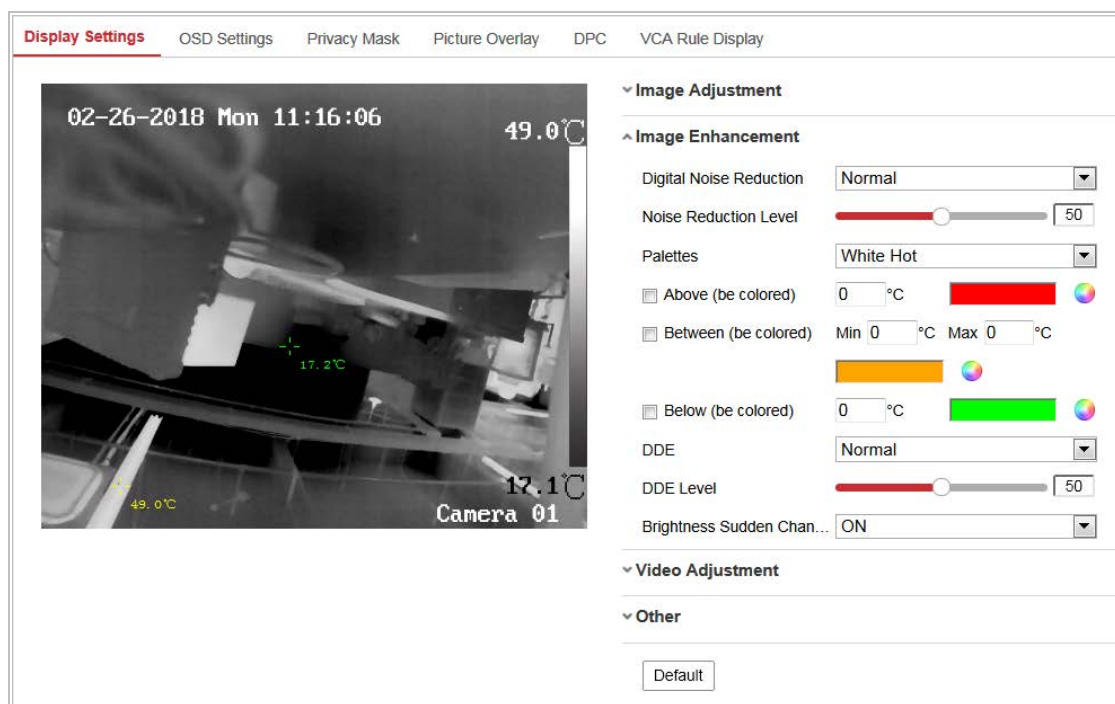 Display Settings OSD Settings Privacy Mask Picture Overlay DPC VCA Rule Display
02-26-2018 Mon 11:16:06
49.0℃
17.2℃
49.0℃
17.1℃
Camera 01
Image Adjustment
Image Enhancement
Digital Noise Reduction Normal
Noise Reduction Level 50
Palettes White Hot
Above (be colored) 0 °C
Between (be colored) Min 0 °C Max 0 °C
Below (be colored) 0 °C
DDE Normal
DDE Level 50
Brightness Sudden Chan... ON
Video Adjustment
Other
Default